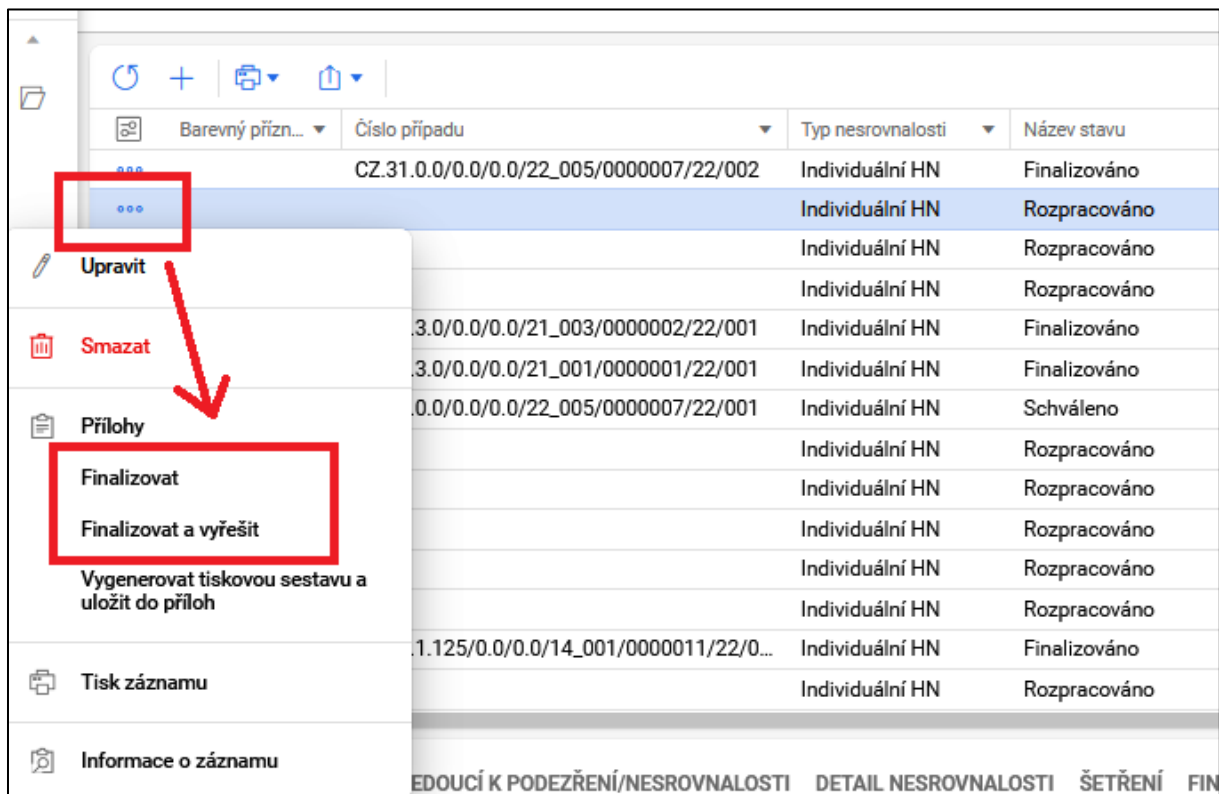 Barevný přízn... Číslo případu Typ nesrovnalosti Název stavu
CZ.31.0.0/0.0/0.0/22_005/0000007/22/002 Individuální HN Finalizováno
Individuální HN Rozpracováno
Individuální HN Rozpracováno
Upravit
Individuální HN Rozpracováno
.3.0/0.0/0.0/21_003/0000002/22/001 Individuální HN Finalizováno
Smazat
.3.0/0.0/0.0/21_001/0000001/22/001 Individuální HN Finalizováno
.0.0/0.0/0.0/22_005/0000007/22/001 Individuální HN Schváleno
Přílohy
Individuální HN Rozpracováno
Finalizovat
Individuální HN Rozpracováno
Finalizovat a vyřešit
Individuální HN Rozpracováno
Vygenerovat tiskovou sestavu a
uložit do příloh
Individuální HN Rozpracováno
Individuální HN Rozpracováno
.1.125/0.0/0.0/14_001/0000011/22/0... Individuální HN Finalizováno
Tisk záznamu
Individuální HN Rozpracováno
Informace o záznamu
EDOUCÍ K PODEZŘENÍ/NESROVNALOSTI DETAIL NESROVNALOSTI ŠETŘENÍ FIN